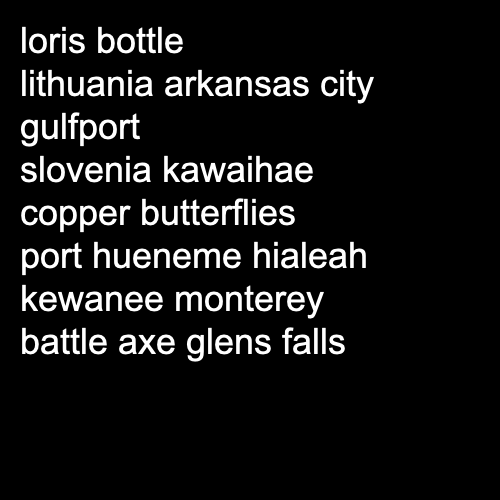 loris bottle
lithuania arkansas city
gulfport
slovenia kawaihae
copper butterflies
port hueneme hialeah
kewanee monterey
battle axe glens falls